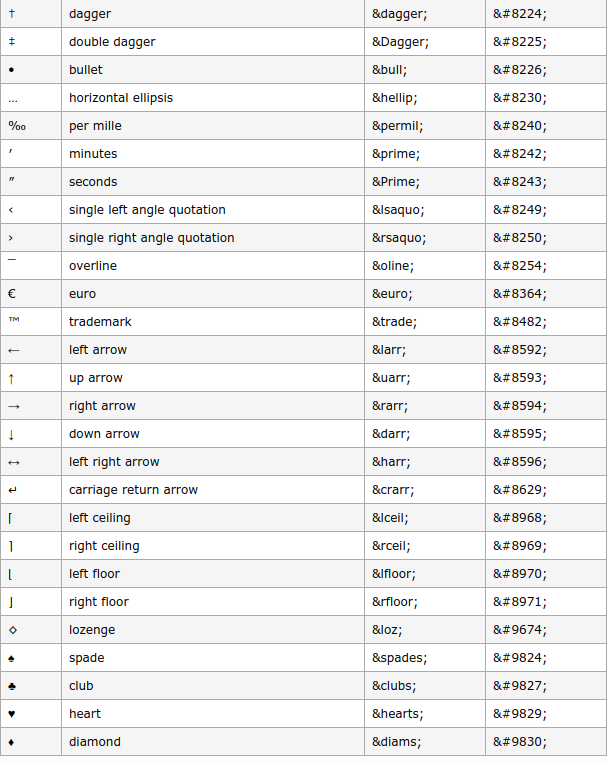 † dagger &dagger; &#8224;
‡ double dagger &Dagger; &#8225;
• bullet &bull; &#8226;
… horizontal ellipsis &hellip; &#8230;
‰ per mille &permil; &#8240;
′ minutes &prime; &#8242;
″ seconds &Prime; &#8243;
‹ single left angle quotation &lsaquo; &#8249;
› single right angle quotation &rsaquo; &#8250;
‾ overline &oline; &#8254;
€ euro &euro; &#8364;
™ trademark &trade; &#8482;
← left arrow &larr; &#8592;
↑ up arrow &uarr; &#8593;
→ right arrow &rarr; &#8594;
↓ down arrow &darr; &#8595;
↔ left right arrow &harr; &#8596;
↵ carriage return arrow &crarr; &#8629;
⌈ left ceiling &lceil; &#8968;
⌉ right ceiling &rceil; &#8969;
⌊ left floor &lfloor; &#8970;
⌋ right floor &rfloor; &#8971;
◊ lozenge &loz; &#9674;
♠ spade &spades; &#9824;
♣ club &clubs; &#9827;
♥ heart &hearts; &#9829;
♦ diamond &diams; &#9830;